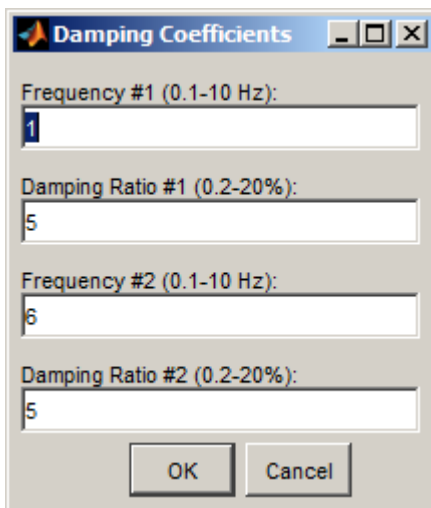 Damping Coefficients
Frequency #1 (0.1-10 Hz):
1
Damping Ratio #1 (0.2-20%):
5
Frequency #2 (0.1-10 Hz):
6
Damping Ratio #2 (0.2-20%):
5
OK Cancel